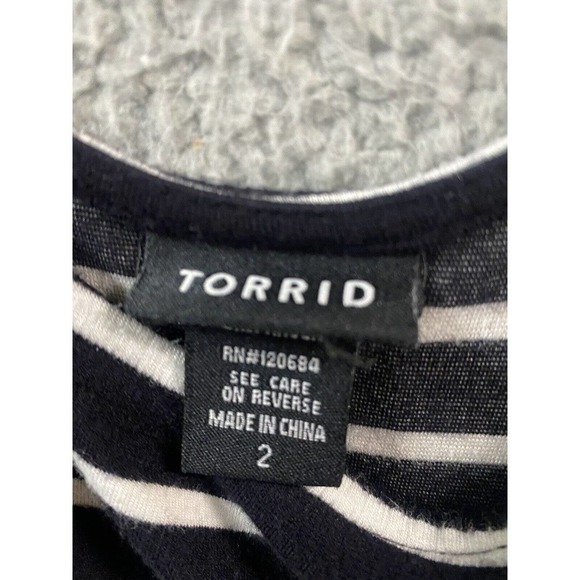 TORRID
RN#120684
SEE CARE
ON REVERSE
MADE IN CHINA
2